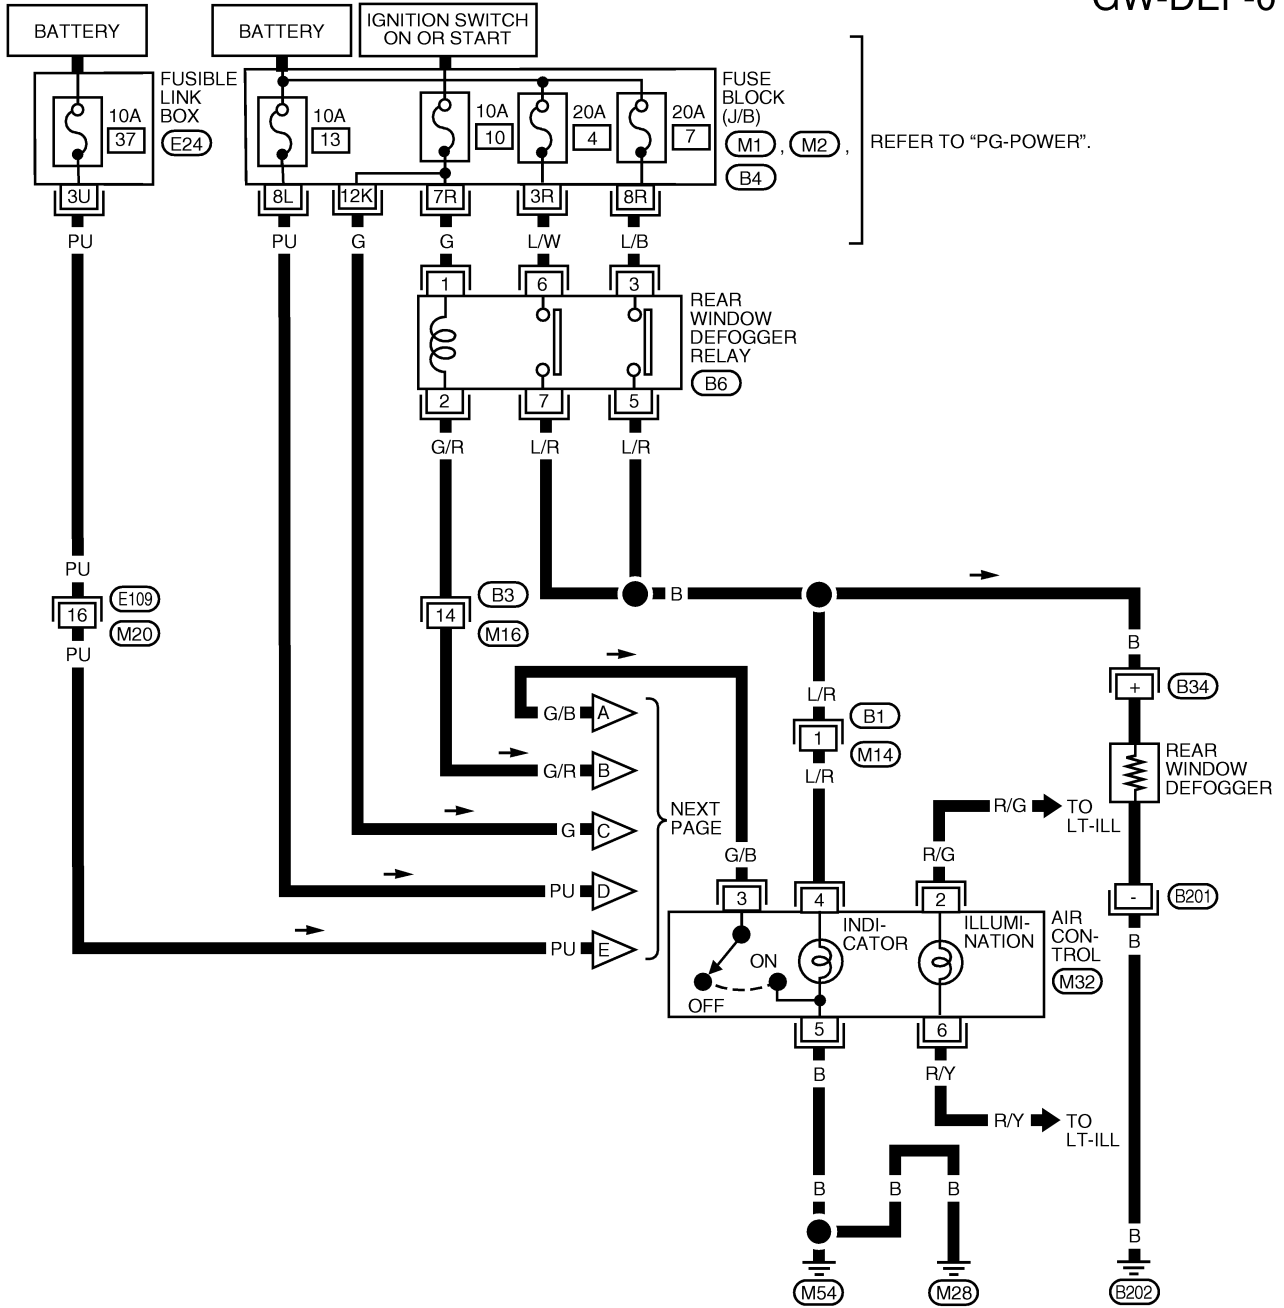 GW-DEF-0
BATTERY
BATTERY
IGNITION SWITCH
ON OR START
FUSIBLE
LINK
BOX
E24
10A
37
10A
13
10A
10
20A
4
20A
7
FUSE
BLOCK
(J/B)
M1 , M2 ,
B4
REFER TO “PG-POWER”.
3U
8L
12K
7R
3R
8R
PU
PU
G
G
L/W
L/B
1
6
3
REAR
WINDOW
DEFOGGER
RELAY
B6
2
7
5
G/R
L/R
L/R
PU
16
E109
M20
PU
14
B3
M16
B
B
B34
+
L/R
1
B1
M14
L/R
G/B
A
G/R
B
G
C
PU
D
PU
E
NEXT
PAGE
REAR
WINDOW
DEFOGGER
R/G
TO
LT-ILL
G/B
R/G
3
4
2
-
B201
INDI-
CATOR
ILLUMI-
NATION
AIR
CON-
TROL
M32
ON
OFF
B
5
6
B
R/Y
R/Y
TO
LT-ILL
B
B
B
B
M54
M28
B202